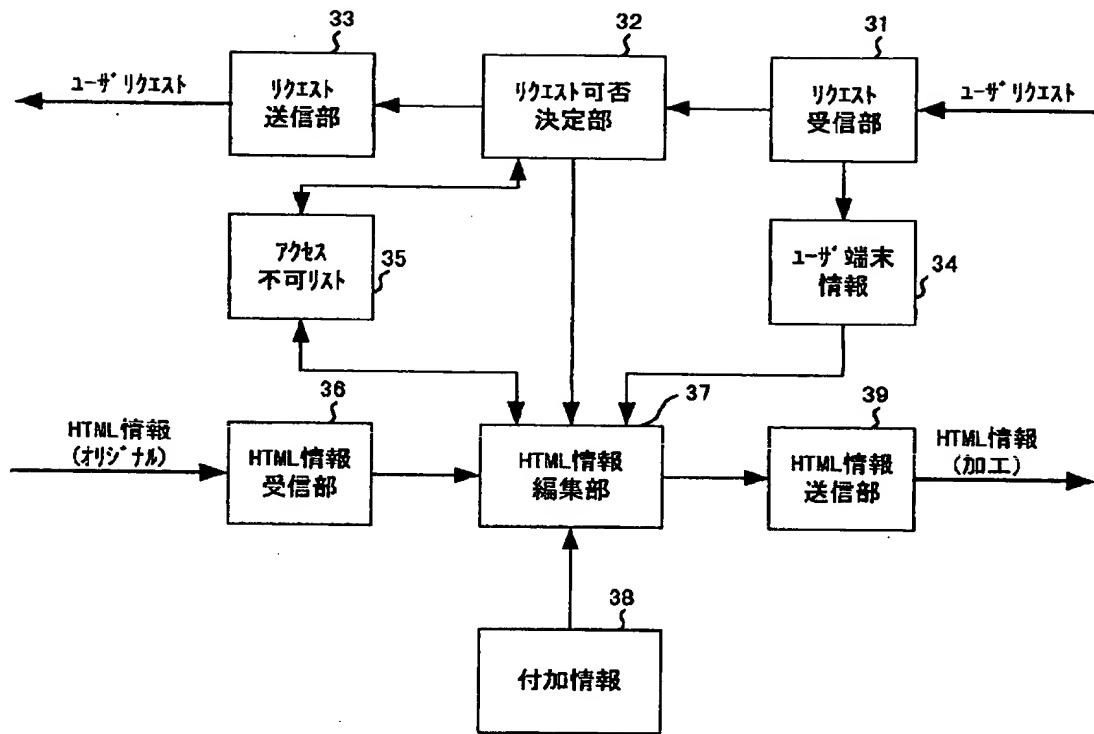 33
32
31
ユーザリクエスト
リクエスト
送信部
リクエスト可否
決定部
リクエスト
受信部
ユーザリクエスト
アクセス
不可リスト
35
ユーザ端末
情報
34
36
37
39
HTML情報
(オリジナル)
HTML情報
受信部
HTML情報
編集部
HTML情報
送信部
HTML情報
(加工)
38
付加情報